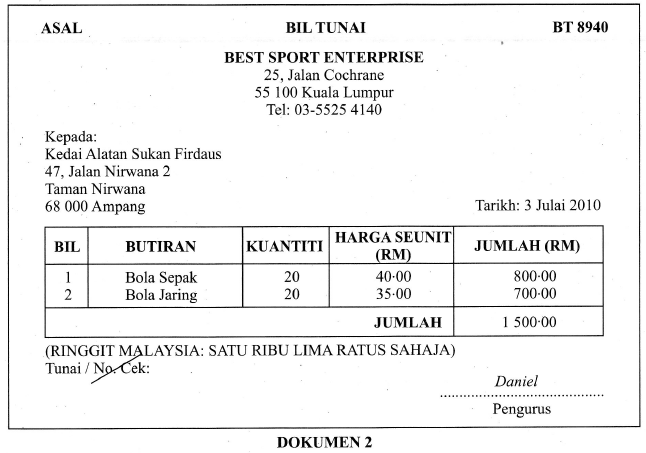 ASAL BIL TUNAI BT 8940
BEST SPORT ENTERPRISE
25, Jalan Cochrane
55 100 Kuala Lumpur
Tel: 03-5525 4140
Kepada:
Kedai Alatan Sukan Firdaus
47, Jalan Nirwana 2
Taman Nirwana
68 000 Ampang Tarikh: 3 Julai 2010
BIL BUTIRAN KUANTITI HARGA SEUNIT (RM) JUMLAH (RM)
1 Bola Sepak 20 40·00 800·00
2 Bola Jaring 20 35·00 700·00
JUMLAH 1 500·00
(RINGGIT MALAYSIA: SATU RIBU LIMA RATUS SAHAJA)
Tunai / No. Cek:
Daniel
Pengurus
DOKUMEN 2